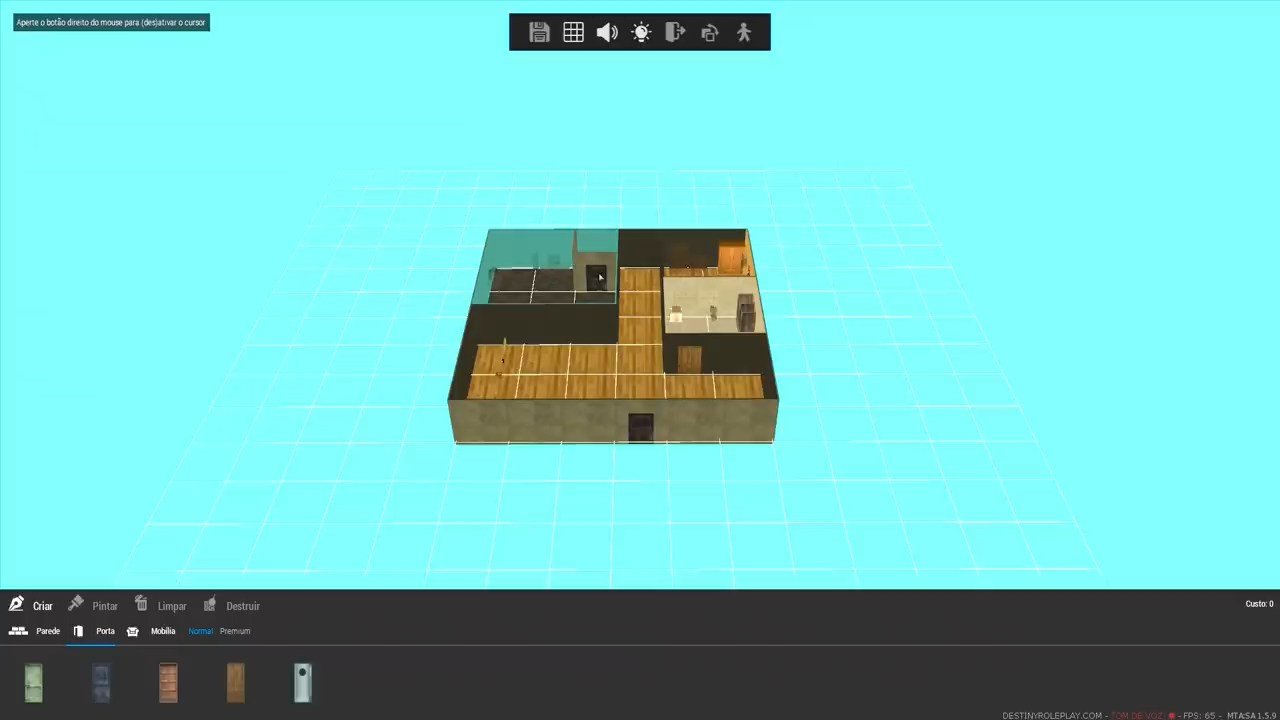 Aperte o botão direito do mouse para (des)ativar o cursor
Criar Pintar Limpar Destruir Custo: 0
Parede Porta Mobília Normal Premium
DESTINYROLEPLAY.COM - TOM DE VOZ: - FPS: 65 - MTA:SA 1.5.9